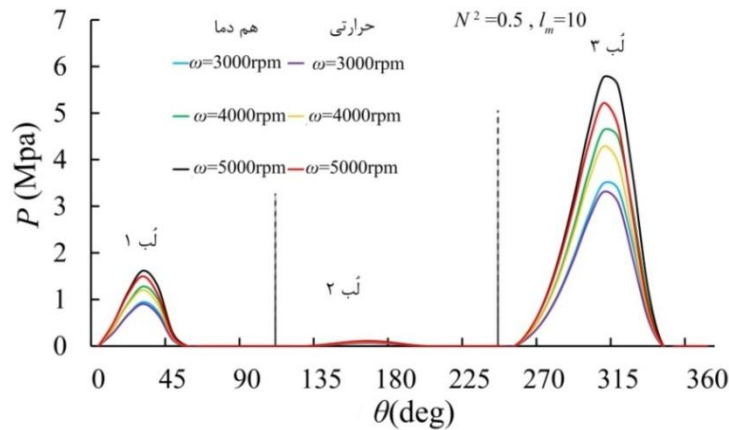 N² =0.5 , lₘ=10
هم دما
حرارتی
ω=3000rpm
ω=3000rpm
ω=4000rpm
ω=4000rpm
ω=5000rpm
ω=5000rpm
لُب ۱
لُب ۲
لُب ۳
P (Mpa)
7
6
5
4
3
2
1
0
0 45 90 135 180 225 270 315 360
θ(deg)